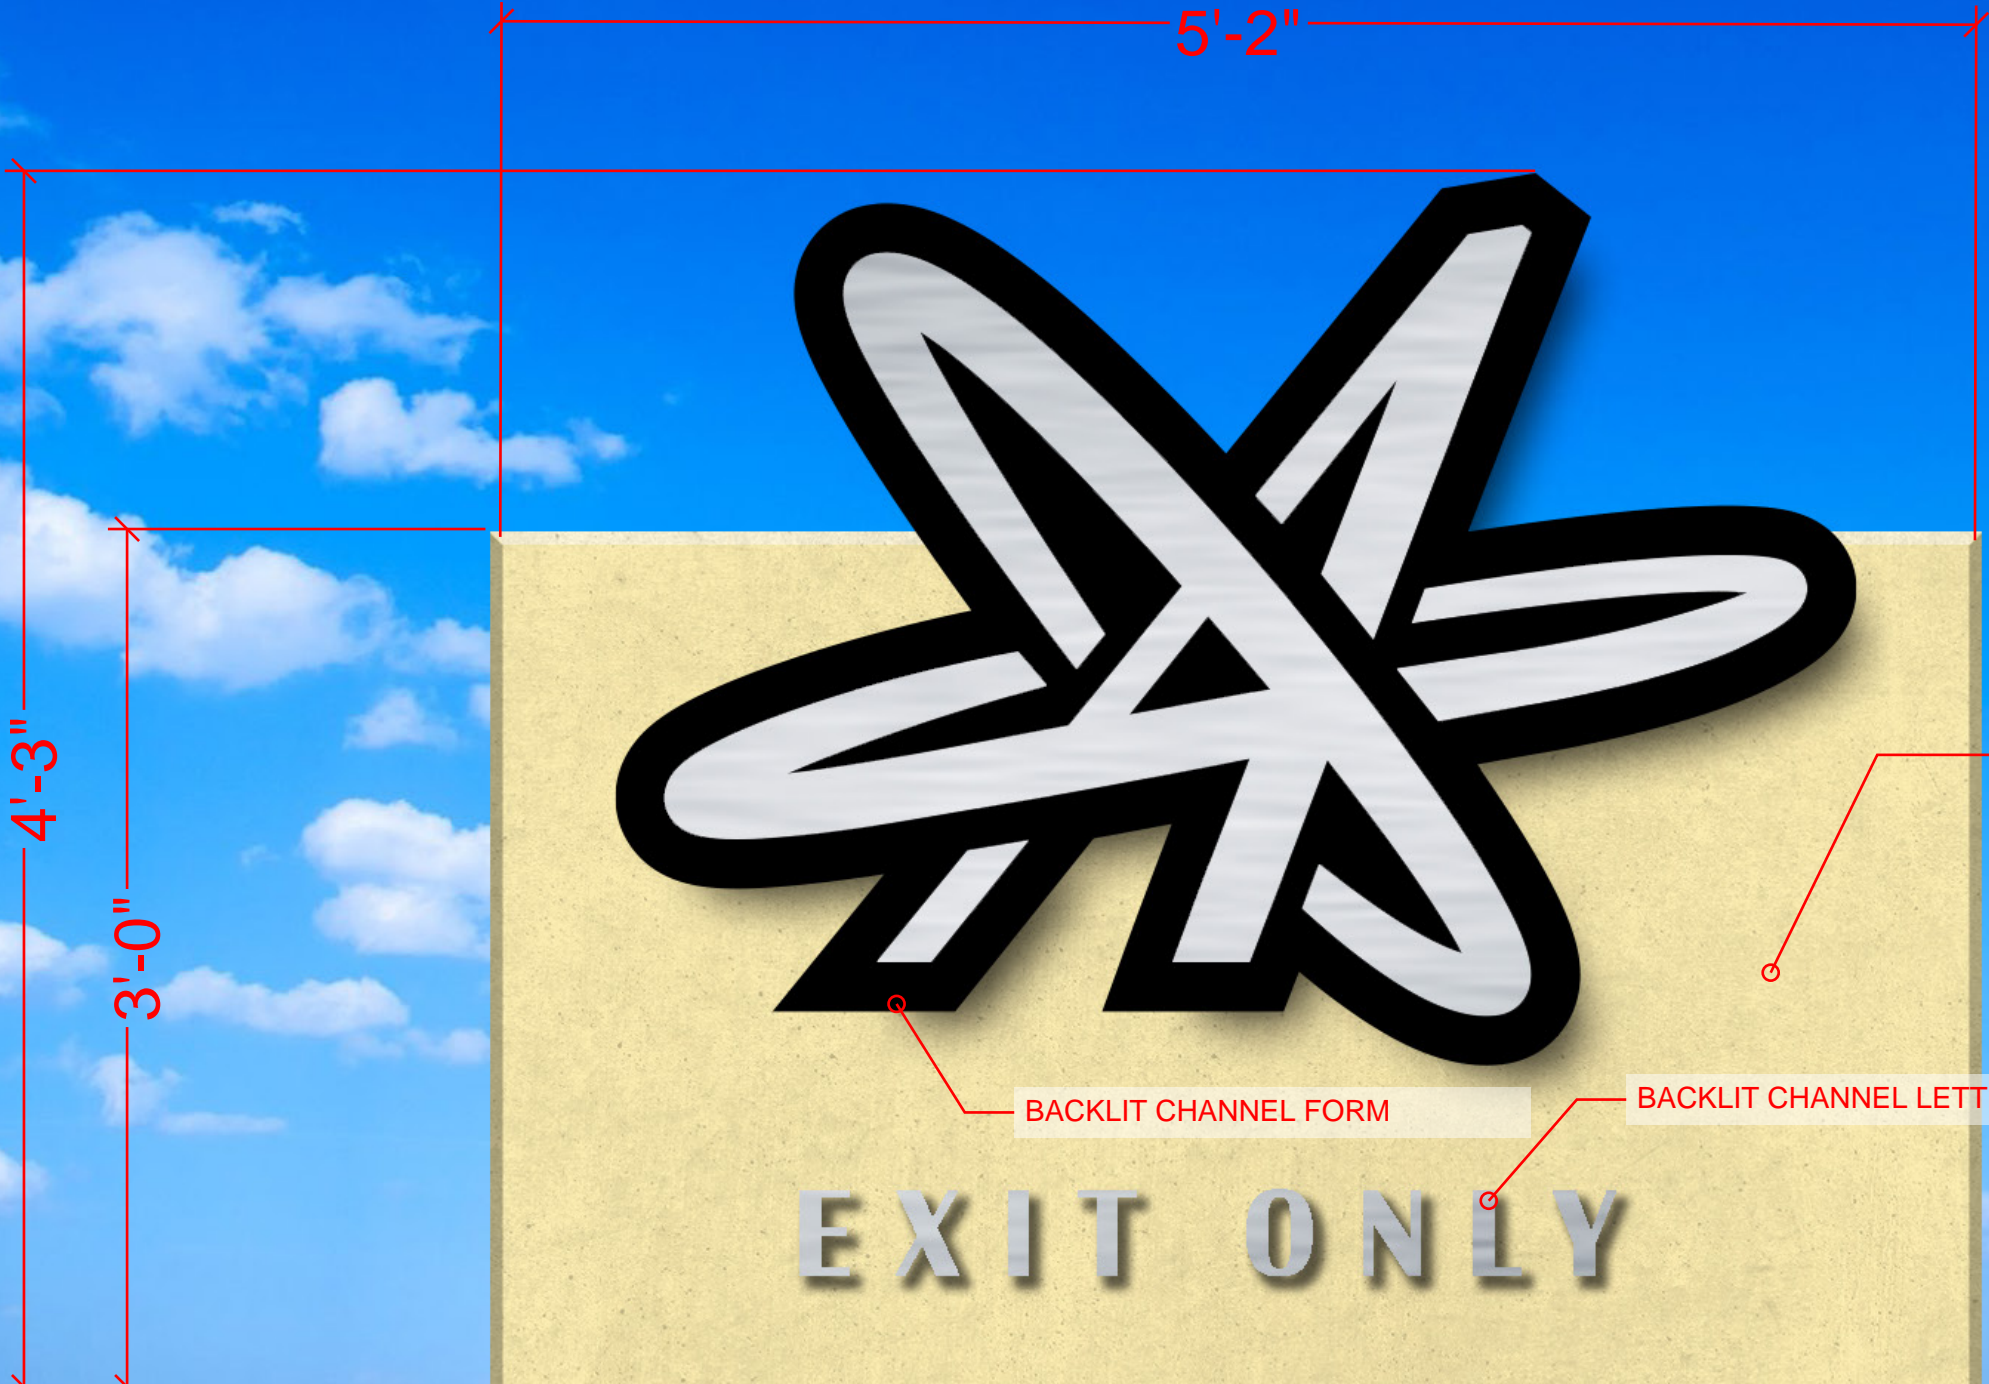 5'-2"
4'-3"
3'-0"
BACKLIT CHANNEL FORM
BACKLIT CHANNEL LETT
EXIT ONLY